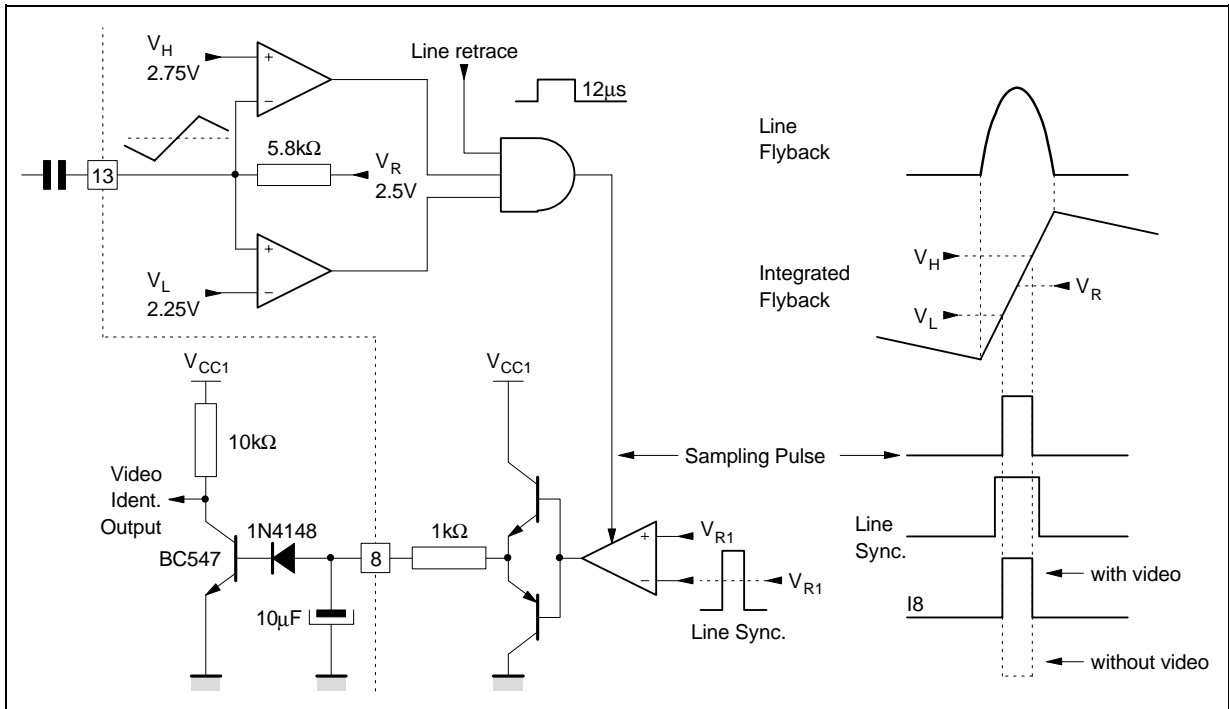 V_H
2.75V
+
−
Line retrace
12μs
Line
Flyback
13
5.8kΩ
V_R
2.5V
+
−
V_L
2.25V
Integrated
Flyback
V_H
V_R
V_L
V_CC1
10kΩ
Video
Ident.
Output
1N4148
BC547
10μF
8
1kΩ
V_CC1
Sampling Pulse
+
−
V_R1
V_R1
Line Sync.
Line
Sync.
with video
I8
without video